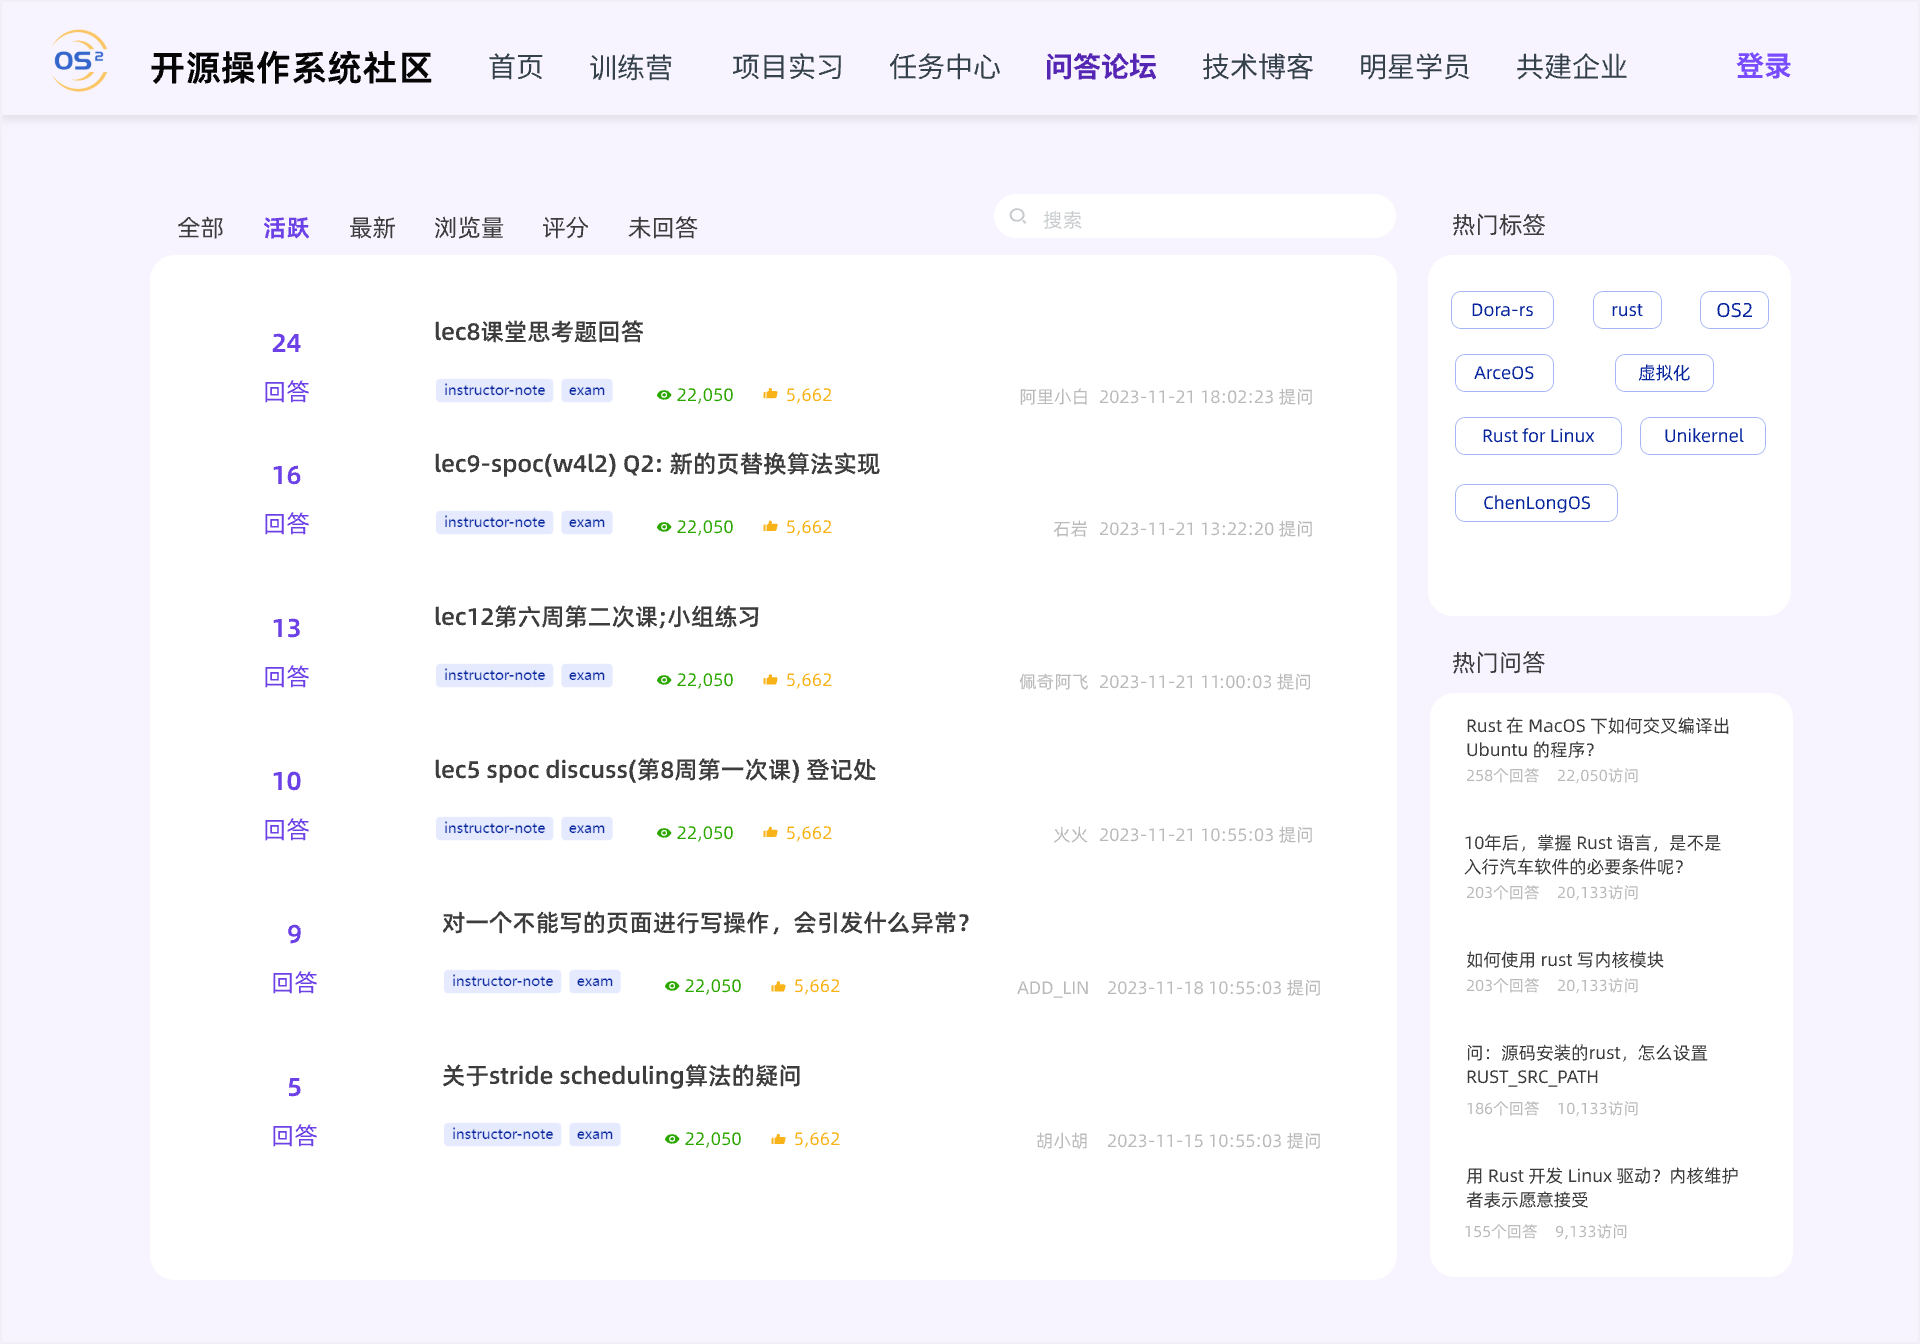 OS²
开源操作系统社区
首页 训练营 项目实习 任务中心 问答论坛 技术博客 明星学员 共建企业 登录
全部 活跃 最新 浏览量 评分 未回答
搜索
24
回答
lec8课堂思考题回答
instructor-note exam 22,050 5,662 阿里小白 2023-11-21 18:02:23 提问
16
回答
lec9-spoc(w4l2) Q2: 新的页替换算法实现
instructor-note exam 22,050 5,662 石岩 2023-11-21 13:22:20 提问
13
回答
lec12第六周第二次课;小组练习
instructor-note exam 22,050 5,662 佩奇阿飞 2023-11-21 11:00:03 提问
10
回答
lec5 spoc discuss(第8周第一次课) 登记处
instructor-note exam 22,050 5,662 火火 2023-11-21 10:55:03 提问
9
回答
对一个不能写的页面进行写操作，会引发什么异常？
instructor-note exam 22,050 5,662 ADD_LIN 2023-11-18 10:55:03 提问
5
回答
关于stride scheduling算法的疑问
instructor-note exam 22,050 5,662 胡小胡 2023-11-15 10:55:03 提问
热门标签
Dora-rs rust OS2
ArceOS 虚拟化
Rust for Linux Unikernel
ChenLongOS
热门问答
Rust 在 MacOS 下如何交叉编译出
Ubuntu 的程序？
258个回答 22,050访问
10年后，掌握 Rust 语言，是不是
入行汽车软件的必要条件呢？
203个回答 20,133访问
如何使用 rust 写内核模块
203个回答 20,133访问
问：源码安装的rust，怎么设置
RUST_SRC_PATH
186个回答 10,133访问
用 Rust 开发 Linux 驱动？内核维护
者表示愿意接受
155个回答 9,133访问